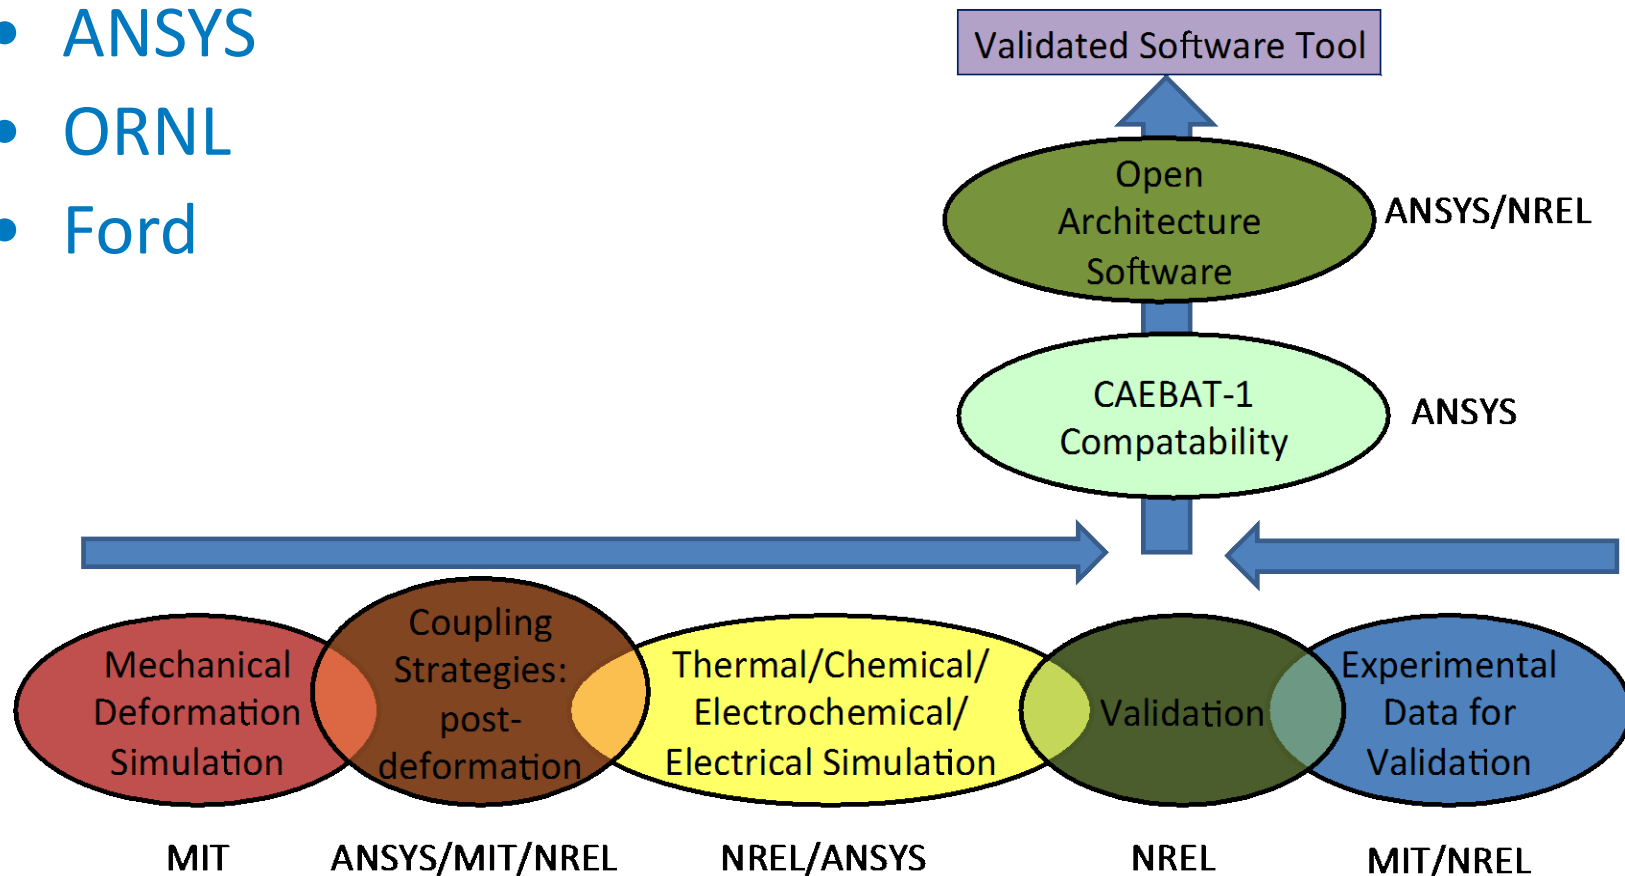 • ANSYS
• ORNL
• Ford
Validated Software Tool
Open
Architecture
Software
ANSYS/NREL
CAEBAT-1
Compatability
ANSYS
Mechanical
Deformation
Simulation
Coupling
Strategies:
post-
deformation
Thermal/Chemical/
Electrochemical/
Electrical Simulation
Validation
Experimental
Data for
Validation
MIT
ANSYS/MIT/NREL
NREL/ANSYS
NREL
MIT/NREL